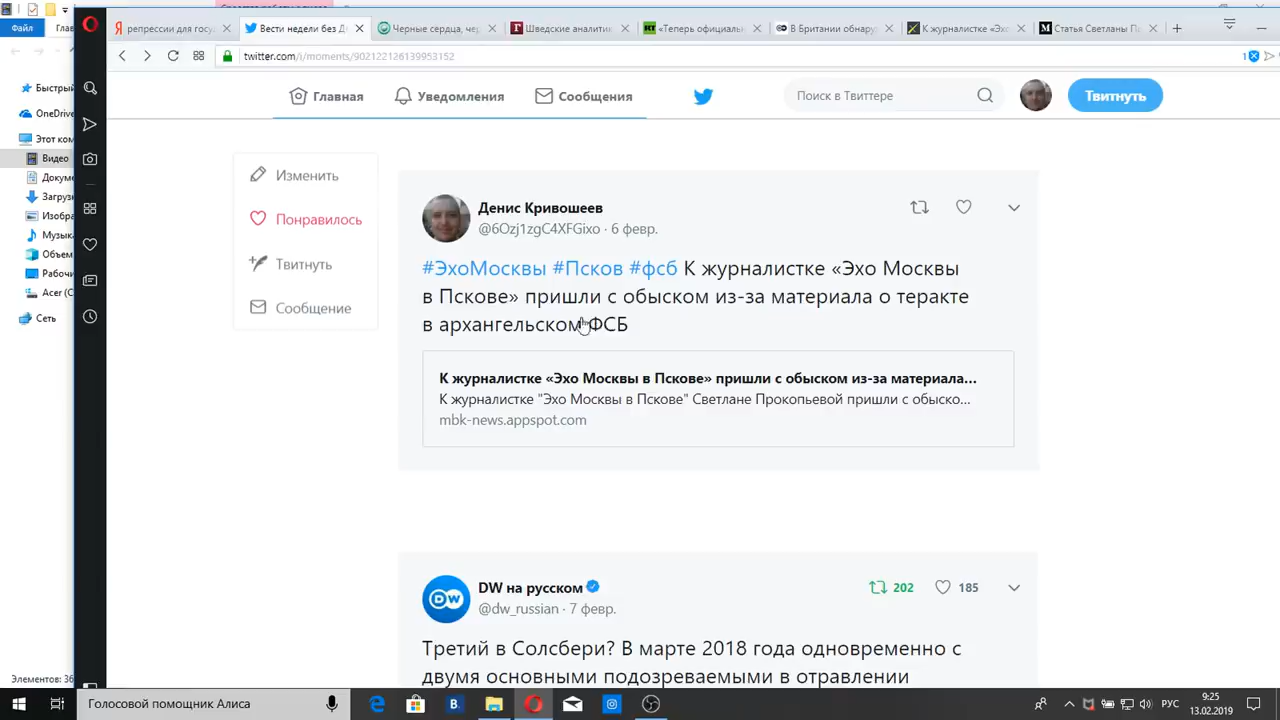 Файл
Глав
репрессии для госу
Вести недели без Д
Черные сердца, чер
Шведские аналитик
«Теперь официаль
В Британии обнару
К журналистке «Эхо
Статья Светланы П
twitter.com/i/moments/902122126139953152
1
Главная
Уведомления
Сообщения
Поиск в Твиттере
Твитнуть
Быстрый
OneDrive
Этот ком
Видео
Докуме
Загрузк
Изобра
Музыка
Объем
Рабочи
Acer (C
Сеть
Изменить
Понравилось
Твитнуть
Сообщение
Денис Кривошеев
@6Ozj1zgC4XFGixo · 6 февр.
#ЭхоМосквы #Псков #фсб К журналистке «Эхо Москвы
в Пскове» пришли с обыском из-за материала о теракте
в архангельском ФСБ
К журналистке «Эхо Москвы в Пскове» пришли с обыском из-за материала...
К журналистке "Эхо Москвы в Пскове" Светлане Прокопьевой пришли с обыско...
mbk-news.appspot.com
DW на русском
@dw_russian · 7 февр.
202
185
Третий в Солсбери? В марте 2018 года одновременно с
двумя основными подозреваемыми в отравлении
Элементов: 36
Голосовой помощник Алиса
РУС
9:25
13.02.2019